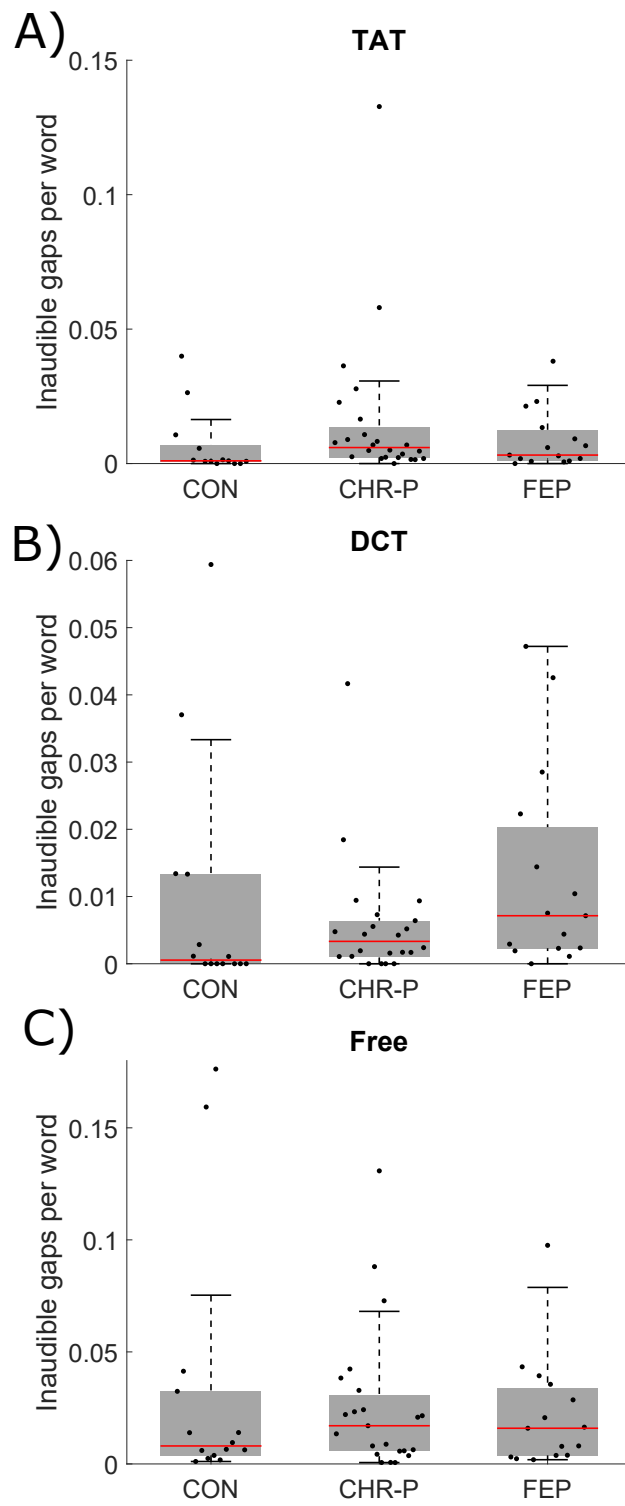 A)
TAT
0.15
0.1
0.05
0
Inaudible gaps per word
CON CHR-P FEP
B)
DCT
0.06
0.05
0.04
0.03
0.02
0.01
0
Inaudible gaps per word
CON CHR-P FEP
C)
Free
0.15
0.1
0.05
0
Inaudible gaps per word
CON CHR-P FEP